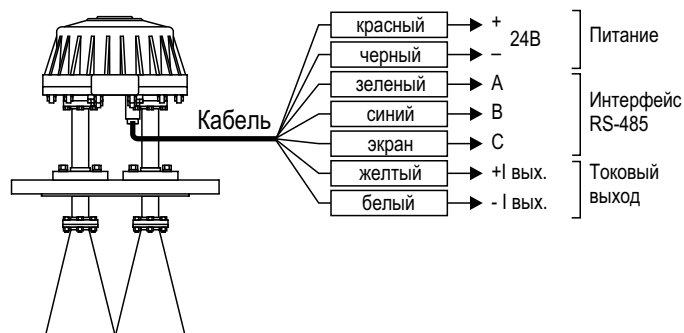 красный
+
24В
черный
–
Питание
зеленый
A
синий
B
экран
C
Интерфейс
RS-485
Кабель
желтый
+I вых.
белый
- I вых.
Токовый
выход